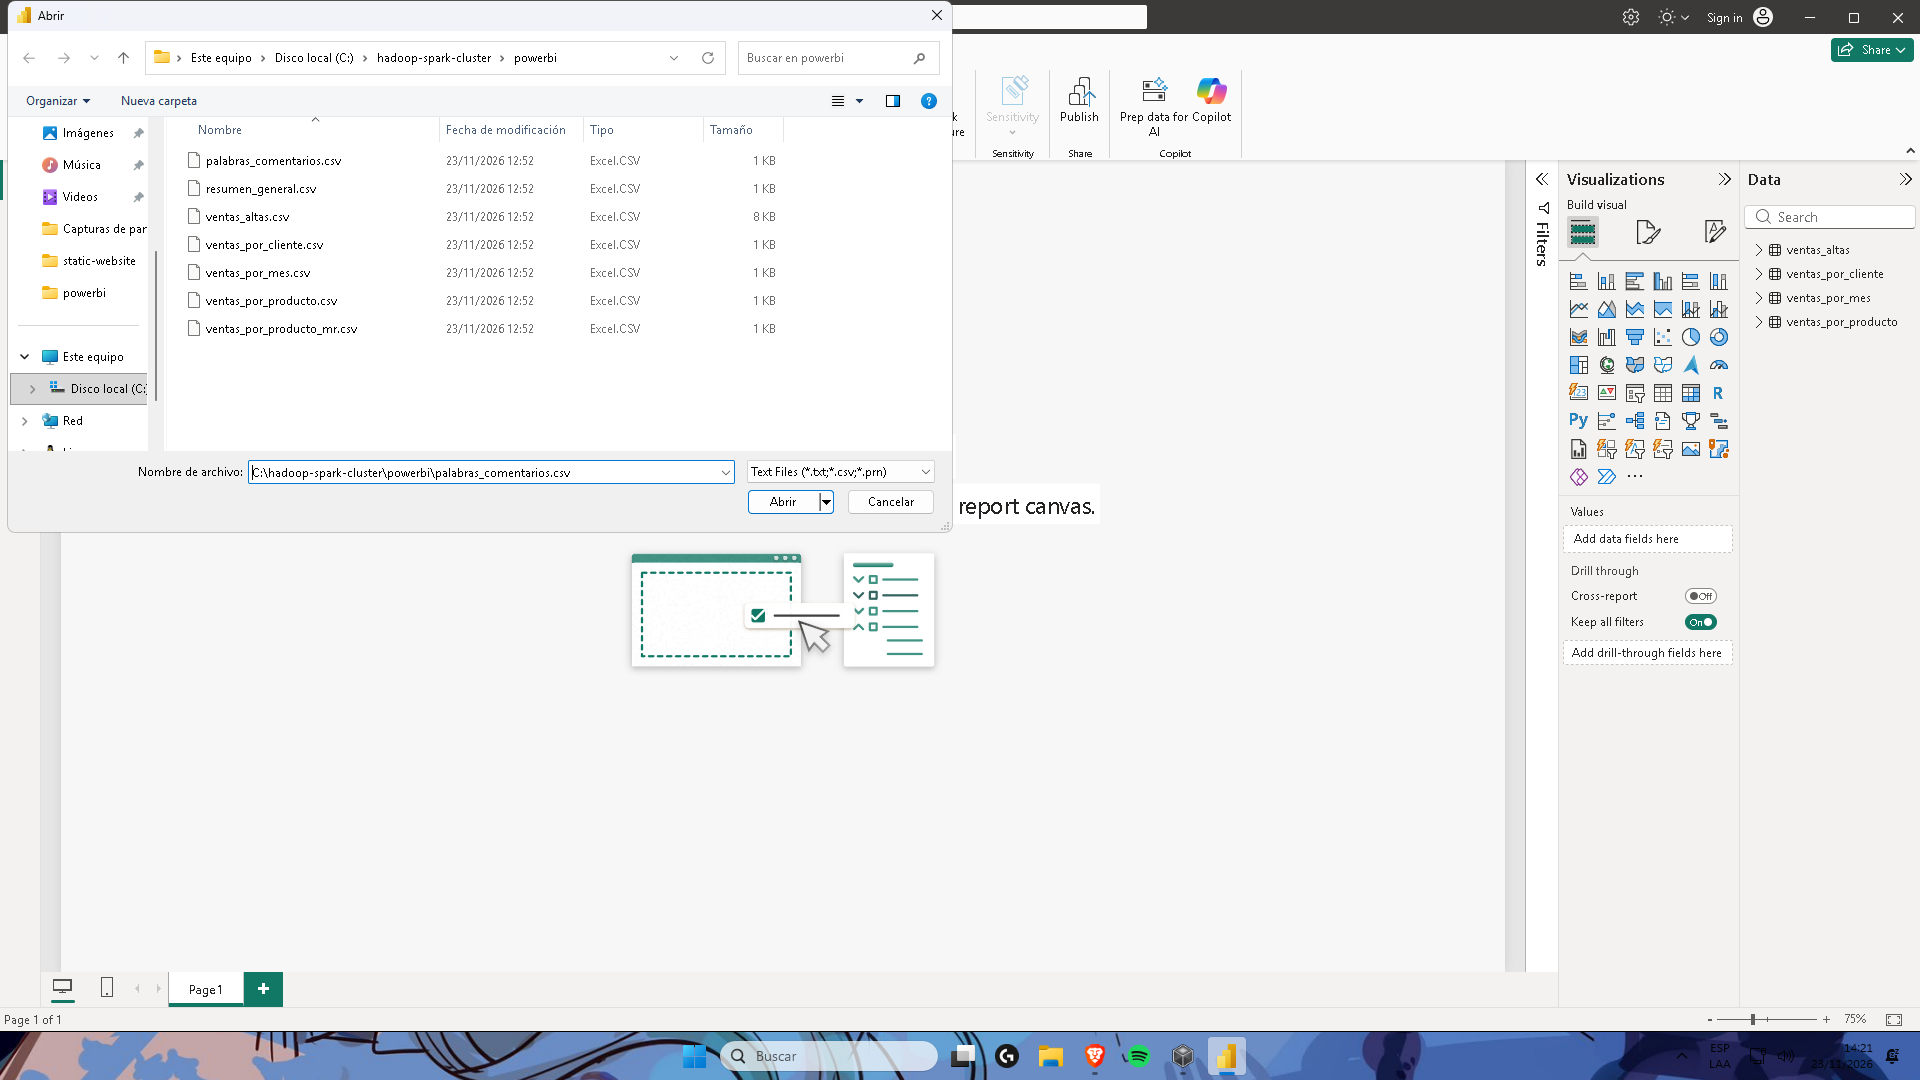 Abrir
Sign in
Share
Este equipo
Disco local (C:)
hadoop-spark-cluster
powerbi
Buscar en powerbi
Organizar
Nueva carpeta
Nombre
Fecha de modificación
Tipo
Tamaño
palabras_comentarios.csv 23/11/2026 12:52 Excel.CSV 1 KB
resumen_general.csv 23/11/2026 12:52 Excel.CSV 1 KB
ventas_altas.csv 23/11/2026 12:52 Excel.CSV 8 KB
ventas_por_cliente.csv 23/11/2026 12:52 Excel.CSV 1 KB
ventas_por_mes.csv 23/11/2026 12:52 Excel.CSV 1 KB
ventas_por_producto.csv 23/11/2026 12:52 Excel.CSV 1 KB
ventas_por_producto_mr.csv 23/11/2026 12:52 Excel.CSV 1 KB
Imágenes
Música
Videos
Capturas de par
static-website
powerbi
Este equipo
Disco local (C:
Red
Nombre de archivo: C:\hadoop-spark-cluster\powerbi\palabras_comentarios.csv
Text Files (*.txt;*.csv;*.prn)
Abrir
Cancelar
Sensitivity
Publish
Prep data for AI
Copilot
Sensitivity
Share
Copilot
report canvas.
Filters
Visualizations
Build visual
R
Py
Values
Add data fields here
Drill through
Cross-report Off
Keep all filters On
Add drill-through fields here
Data
Search
ventas_altas
ventas_por_cliente
ventas_por_mes
ventas_por_producto
Page1
Page 1 of 1
75%
Buscar
ESP
LAA
14:21
23/11/2026